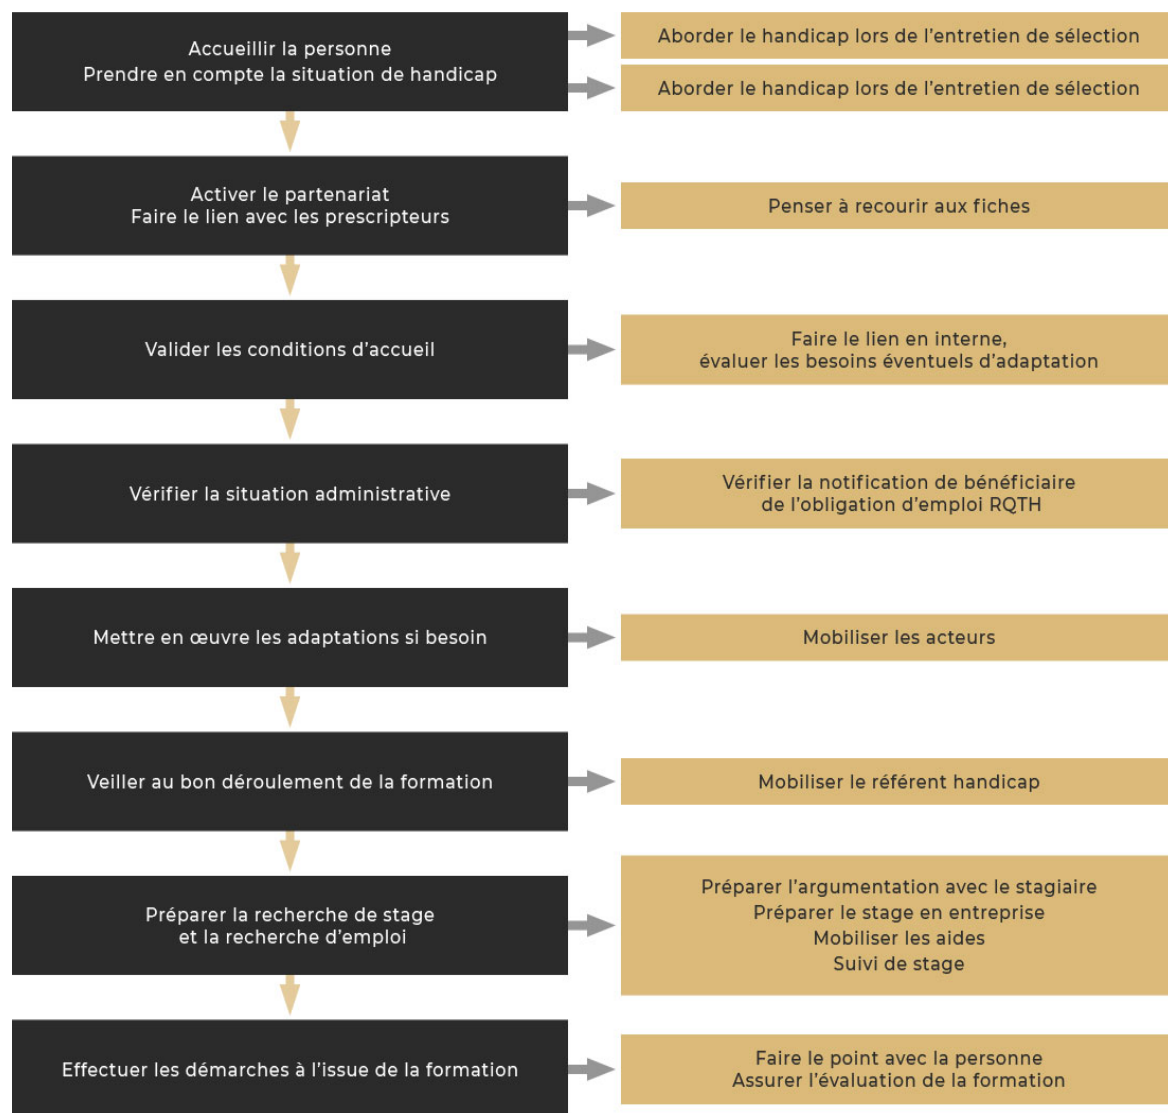 Accueillir la personne
Prendre en compte la situation de handicap
Aborder le handicap lors de l’entretien de sélection
Aborder le handicap lors de l’entretien de sélection
Activer le partenariat
Faire le lien avec les prescripteurs
Penser à recourir aux fiches
Valider les conditions d’accueil
Faire le lien en interne,
évaluer les besoins éventuels d’adaptation
Vérifier la situation administrative
Vérifier la notification de bénéficiaire
de l’obligation d’emploi RQTH
Mettre en œuvre les adaptations si besoin
Mobiliser les acteurs
Veiller au bon déroulement de la formation
Mobiliser le référent handicap
Préparer la recherche de stage
et la recherche d’emploi
Préparer l’argumentation avec le stagiaire
Préparer le stage en entreprise
Mobiliser les aides
Suivi de stage
Effectuer les démarches à l’issue de la formation
Faire le point avec la personne
Assurer l’évaluation de la formation